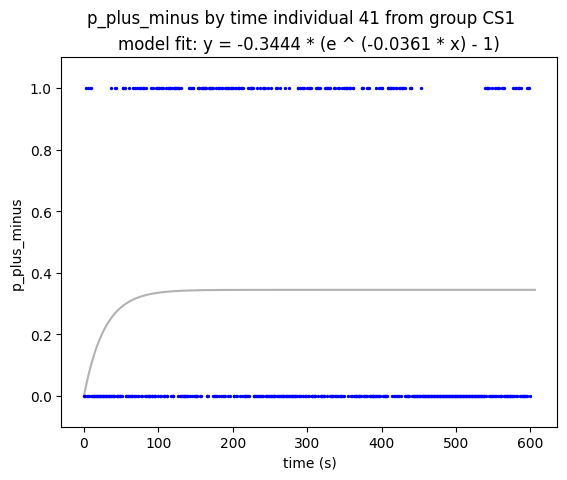 p_plus_minus by time individual 41 from group CS1
model fit: y = -0.3444 * (e ^ (-0.0361 * x) - 1)
1.0
0.8
0.6
0.4
0.2
0.0
p_plus_minus
0 100 200 300 400 500 600
time (s)